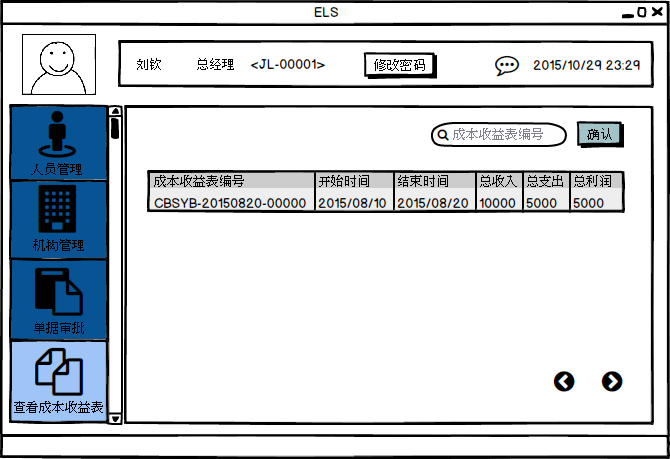 ELS
刘钦 总经理 <JL-00001> 修改密码 2015/10/29 23:29
人员管理
机构管理
单据审批
查看成本收益表
成本收益表编号 确认
成本收益表编号 开始时间 结束时间 总收入 总支出 总利润
CBSYB-20150820-00000 2015/08/10 2015/08/20 10000 5000 5000